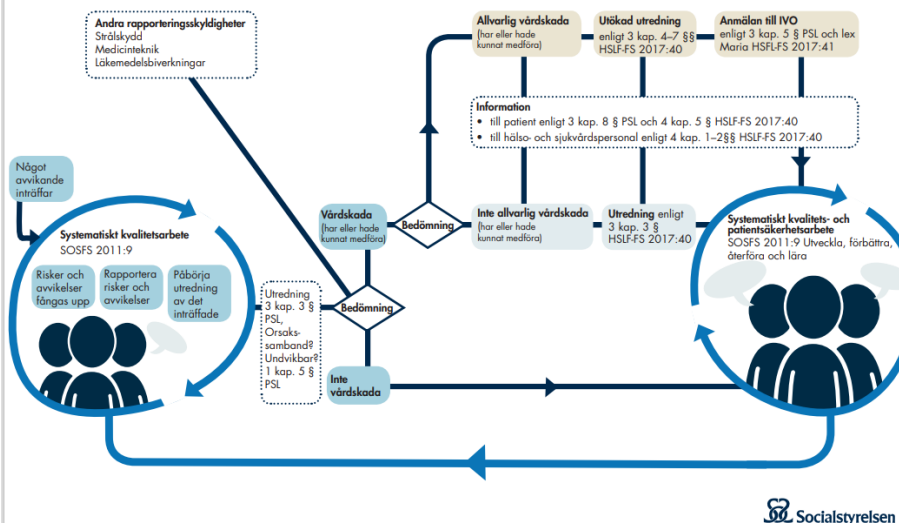 Andra rapporteringsskyldigheter
Strålskydd
Medicinteknik
Läkemedelsbiverkningar
Allvarlig vårdskada
(har eller hade
kunnat medföra)
Utökad utredning
enligt 3 kap. 4–7 §§
HSLF-FS 2017:40
Anmälan till IVO
enligt 3 kap. 5 § PSL och lex
Maria HSFL-FS 2017:41
Information
• till patient enligt 3 kap. 8 § PSL och 4 kap. 5 § HSLF-FS 2017:40
• till hälso- och sjukvårdspersonal enligt 4 kap. 1–2§§ HSLF-FS 2017:40
Något
avvikande
inträffar
Systematiskt kvalitetsarbete
SOSFS 2011:9
Risker och
avvikelser
fångas upp
Rapportera
risker och
avvikelser
Påbörja
utredning
av det
inträffade
Utredning
3 kap. 3 §
PSL,
Orsaks-
samband?
Undvikbar?
1 kap. 5 §
PSL
Bedömning
Vårdskada
(har eller hade
kunnat medföra)
Bedömning
Inte allvarlig vårdskada
(har eller hade
kunnat medföra)
Utredning enligt
3 kap. 3 §
HSLF-FS 2017:40
Inte
vårdskada
Systematiskt kvalitets- och
patientsäkerhetsarbete
SOSFS 2011:9 Utveckla, förbättra,
återföra och lära
Socialstyrelsen